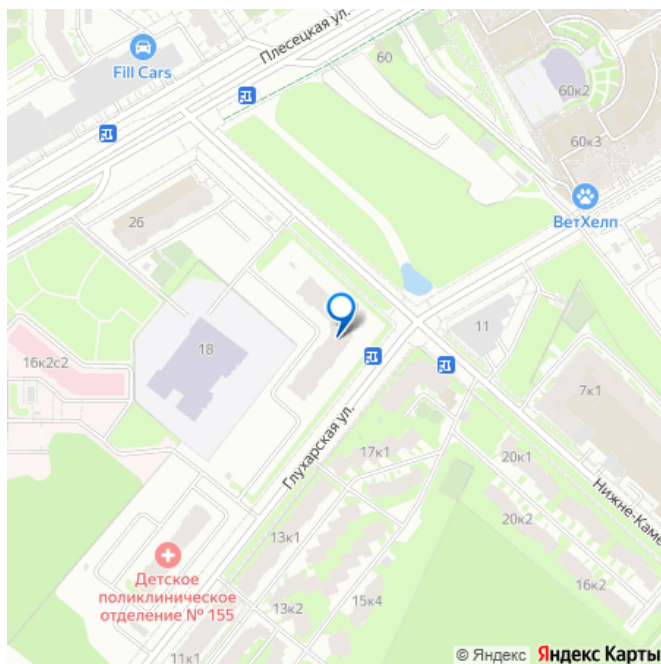 Плесецкая ул.
60
Fill Cars
60к2
60к3
ВетХелп
26
11
18
16к2с2
7к1
Глухарская ул.
17к1
20к1
Нижне-Каме
20к2
13к1
16к2
Детское
поликлиническое
отделение № 155
13к2
15к4
11к1
© Яндекс Яндекс Карты